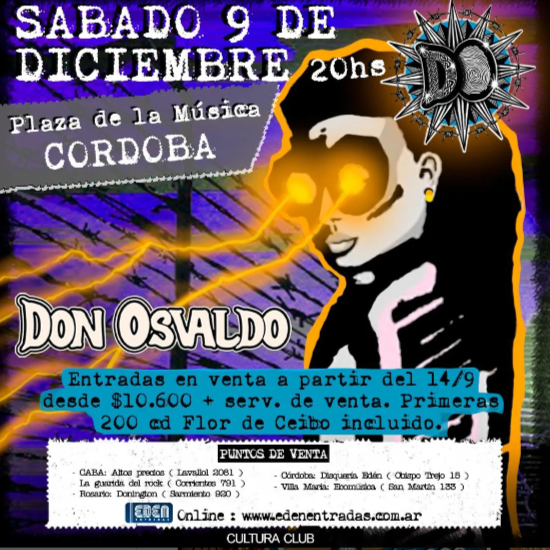 SABADO 9 DE
DICIEMBRE 20hs
DO
Plaza de la Música
CORDOBA
DON OSVALDO
Entradas en venta a partir del 14/9
desde $10.600 + serv. de venta. Primeras
200 cd Flor de Ceibo incluido.
PUNTOS DE VENTA
- CABA: Altos precios ( Lavallol 2081 )
La guarida del rock ( Corrientes 791 )
- Rosario: Donington ( Sarmiento 920 )
- Córdoba: Disquería Edén ( Obispo Trejo 15 )
- Villa María: Ecomúsica ( San Martín 133 )
EDEN
ENTRADAS
Online : www.edenentradas.com.ar
CULTURA CLUB